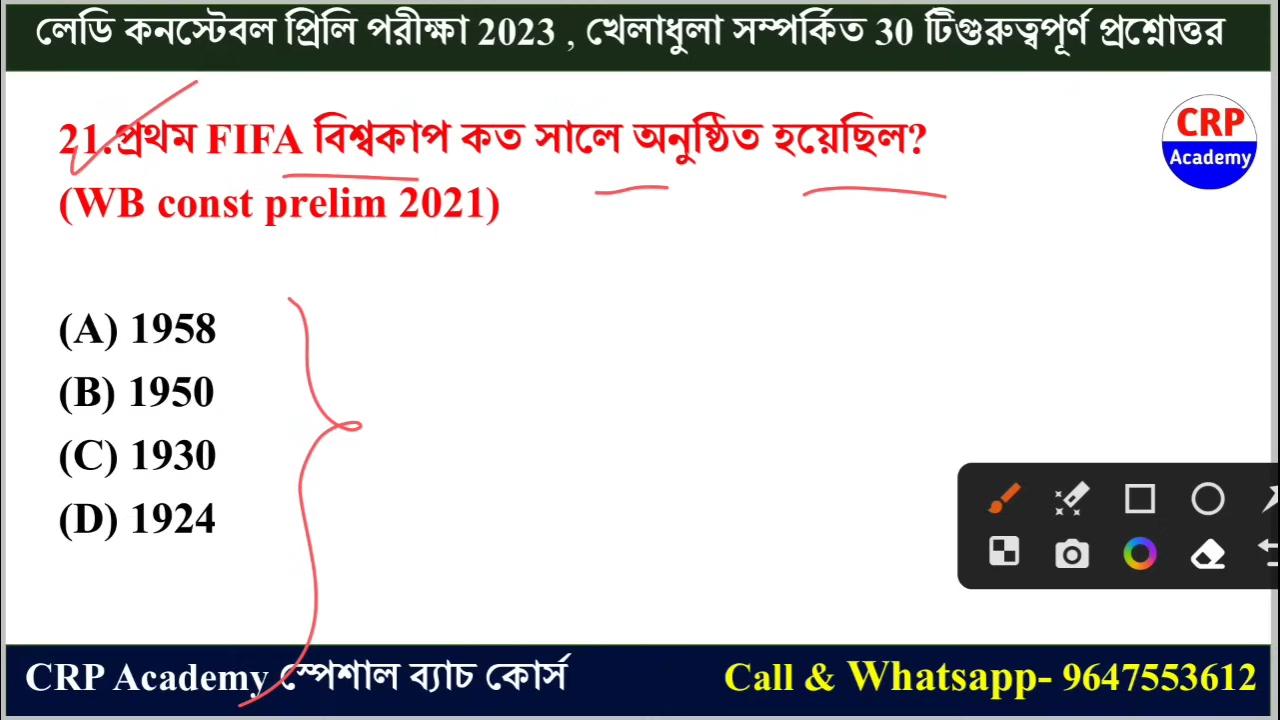 লেডি কনস্টেবল প্রিলি পরীক্ষা 2023 , খেলাধুলা সম্পর্কিত 30 টিগুরুত্বপূর্ণ প্রশ্নোত্তর
21.প্রথম FIFA বিশ্বকাপ কত সালে অনুষ্ঠিত হয়েছিল?
(WB const prelim 2021)
CRP
Academy
(A) 1958
(B) 1950
(C) 1930
(D) 1924
CRP Academy স্পেশাল ব্যাচ কোর্স
Call & Whatsapp- 9647553612